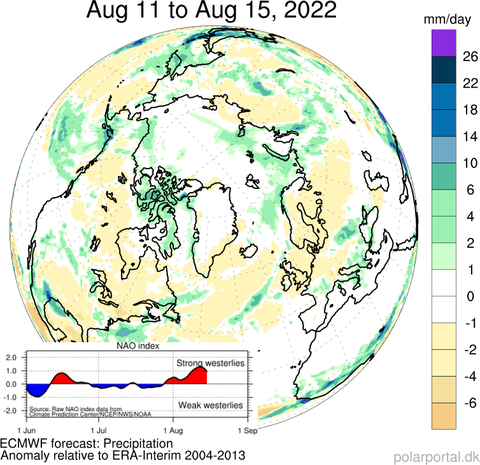 Aug 11 to Aug 15, 2022
mm/day
26
22
18
14
10
6
4
1
0
-1
-2
-4
-6
NAO index
Strong westerlies
2.0
1.0
0.0
-1.0
-2.0
Weak westerlies
Source: Raw NAO index data from
Climate Prediction Center/NCEP/NWS/NOAA
1 Jun 1 Jul 1 Aug 1 Sep
ECMWF forecast: Precipitation
Anomaly relative to ERA-Interim 2004-2013
polarportal.dk